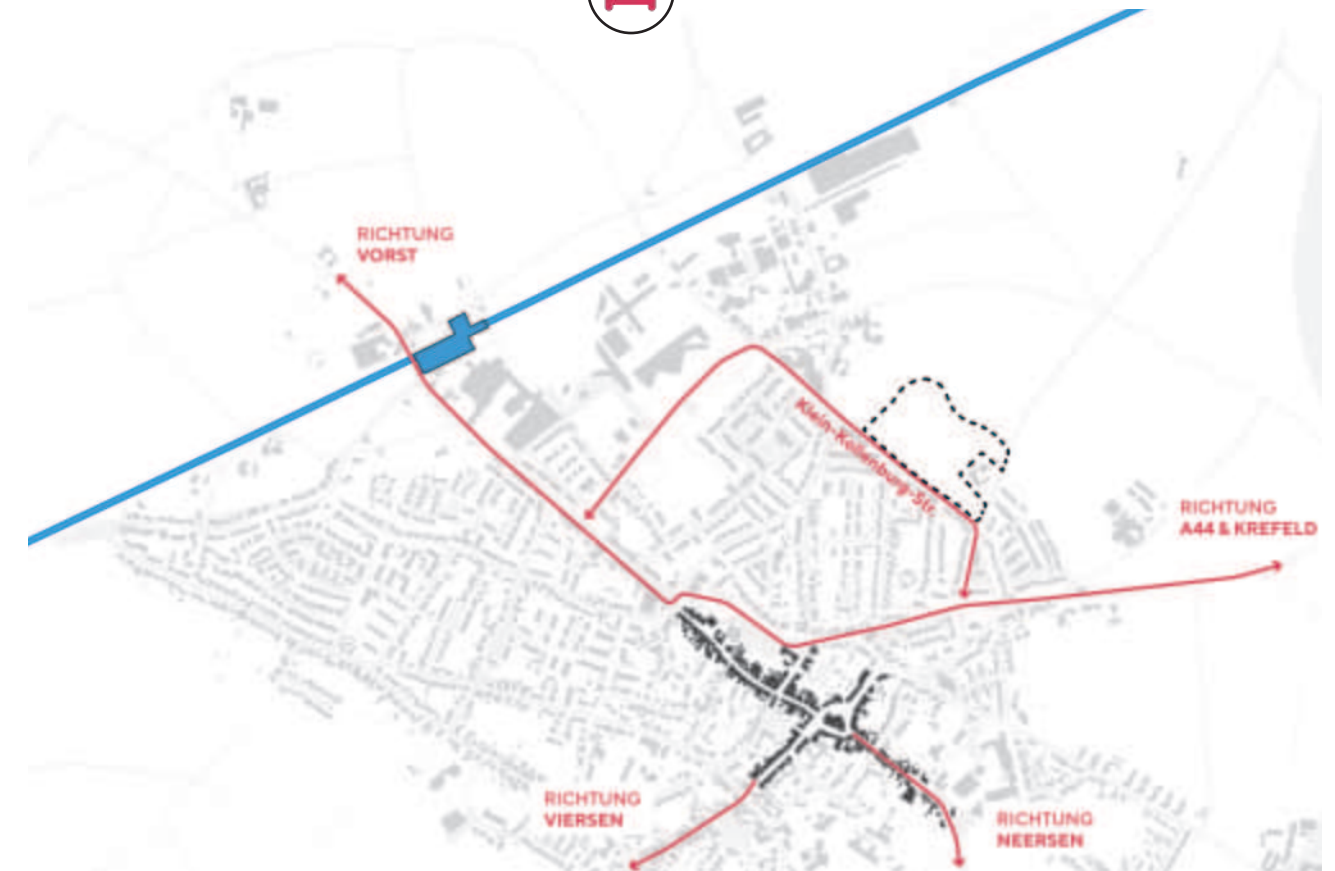 RICHTUNG
VORST
Klein-Kollenburg-Str.
RICHTUNG
A44 & KREFELD
RICHTUNG
VIERSEN
RICHTUNG
NEERSEN